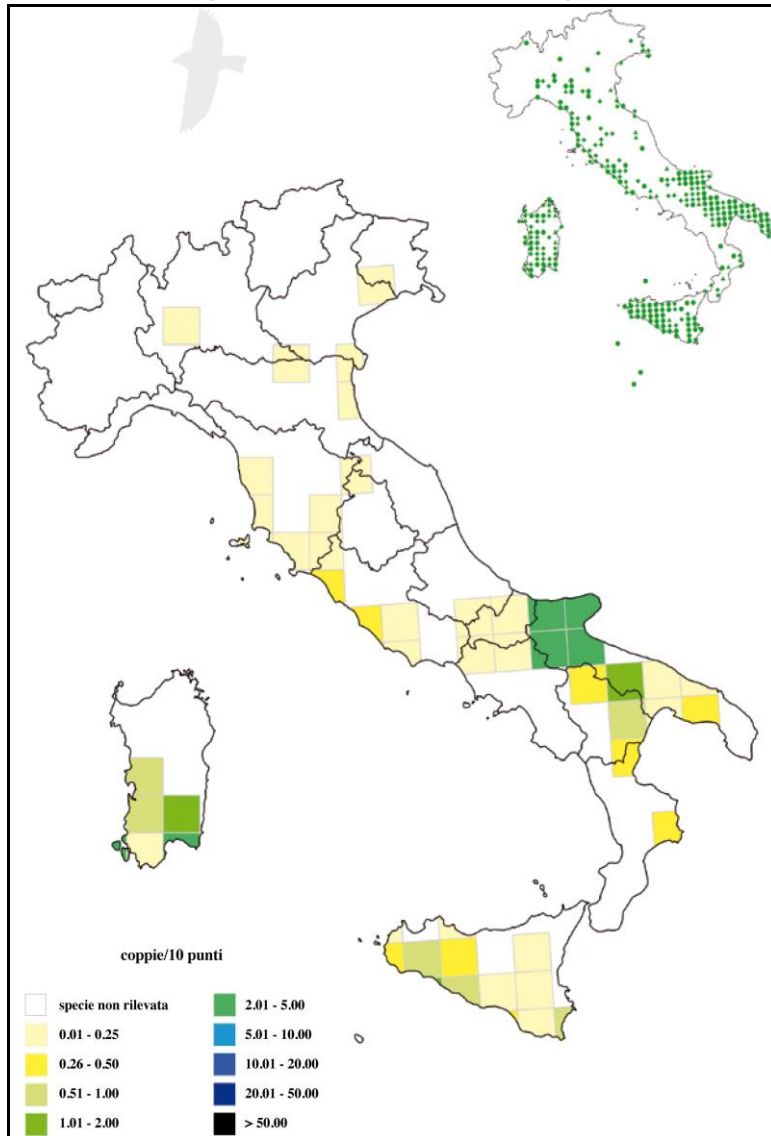 coppie/10 punti
specie non rilevata
0.01 - 0.25
0.26 - 0.50
0.51 - 1.00
1.01 - 2.00
2.01 - 5.00
5.01 - 10.00
10.01 - 20.00
20.01 - 50.00
> 50.00